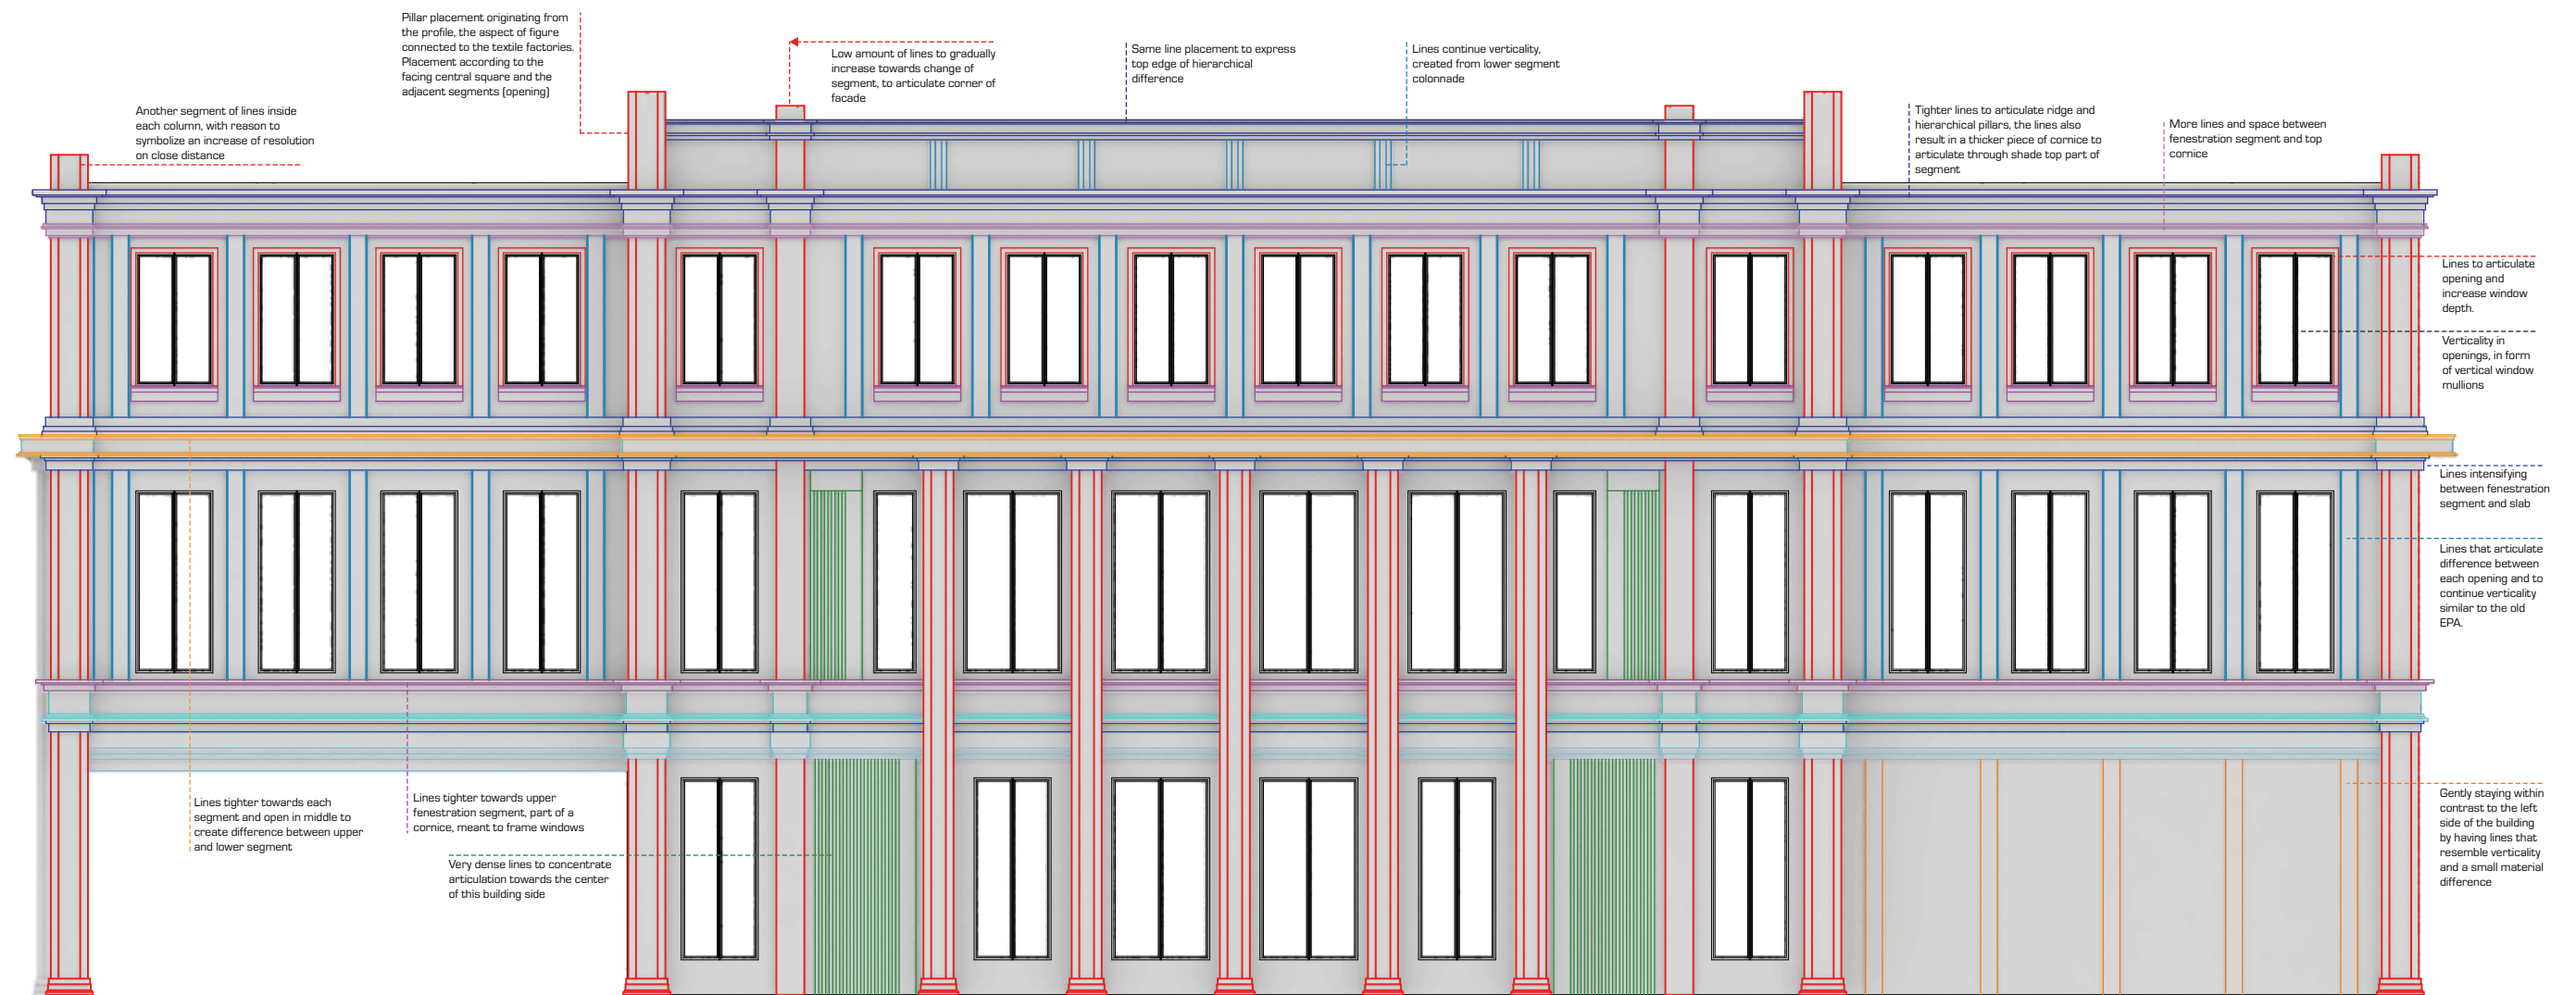 Pillar placement originating from
the profile, the aspect of figure
connected to the textile factories.
Placement according to the
facing central square and the
adjacent segments (opening)
Low amount of lines to gradually
increase towards change of
segment, to articulate corner of
facade
Same line placement to express
top edge of hierarchical
difference
Lines continue verticality,
created from lower segment
colonnade
Another segment of lines inside
each column, with reason to
symbolize an increase of resolution
on close distance
Tighter lines to articulate ridge and
hierarchical pillars, the lines also
result in a thicker piece of cornice to
articulate through shade top part of
segment
More lines and space between
fenestration segment and top
cornice
Lines to articulate
opening and
increase window
depth.
Verticality in
openings, in form
of vertical window
mullions
Lines intensifying
between fenestration
segment and slab
Lines that articulate
difference between
each opening and to
continue verticality
similar to the old
EPA.
Lines tighter towards each
segment and open in middle to
create difference between upper
and lower segment
Lines tighter towards upper
fenestration segment, part of a
cornice, meant to frame windows
Very dense lines to concentrate
articulation towards the center
of this building side
Gently staying within
contrast to the left
side of the building
by having lines that
resemble verticality
and a small material
difference